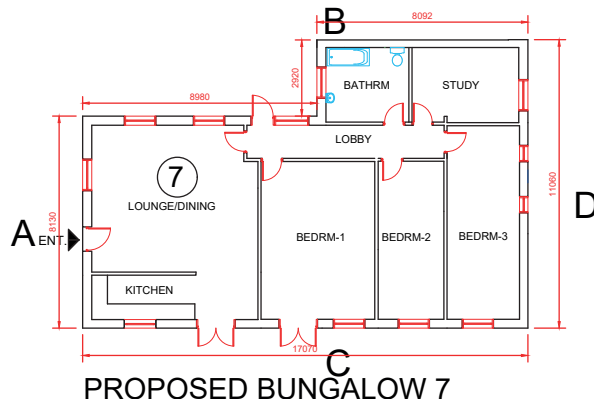 B
8092
2920
BATHRM
STUDY
8980
LOBBY
7
LOUNGE/DINING
8130
11060
A
ENT.
D
BEDRM-1
BEDRM-2
BEDRM-3
KITCHEN
17070
C
PROPOSED BUNGALOW 7